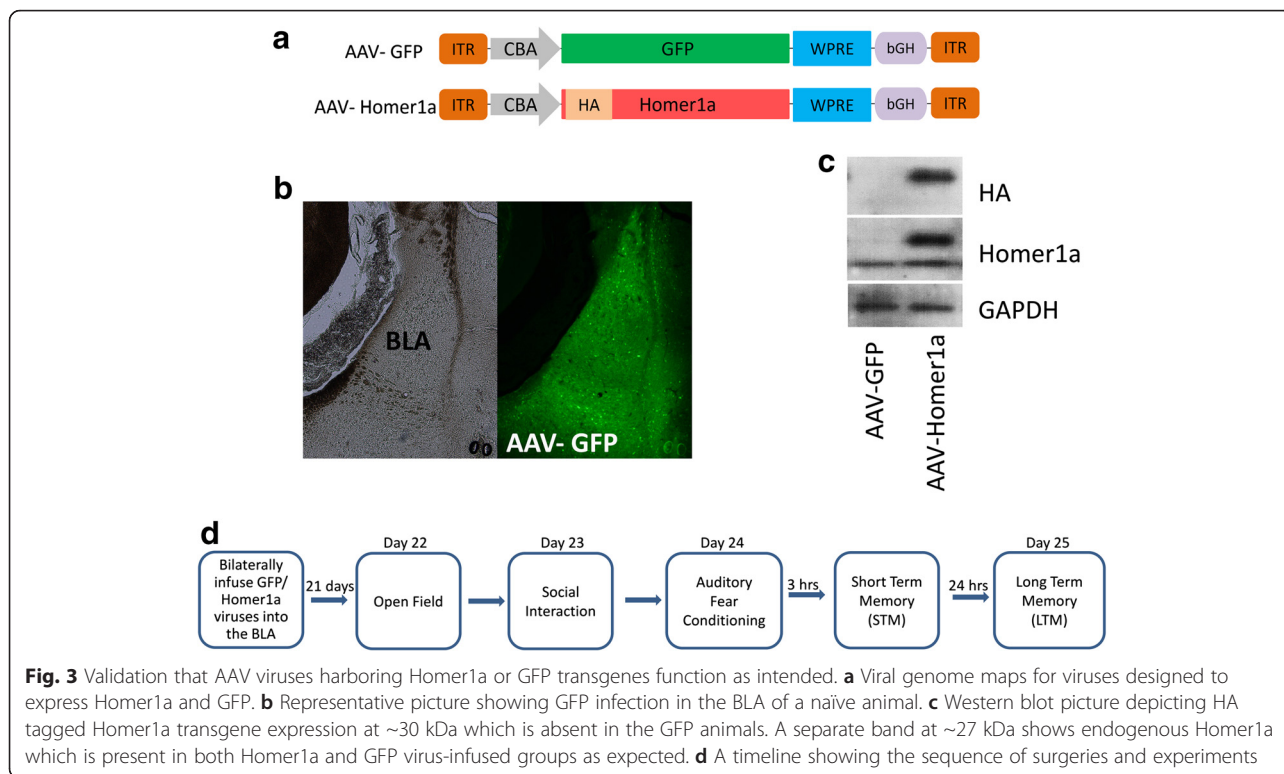 a
AAV- GFP
ITR
CBA
GFP
WPRE
bGH
ITR
AAV- Homer1a
ITR
CBA
HA
Homer1a
WPRE
bGH
ITR
b
BLA
AAV- GFP
c
HA
Homer1a
GAPDH
AAV-GFP
AAV-Homer1a
d
Bilaterally
infuse GFP/
Homer1a
viruses into
the BLA
21 days
Day 22
Open Field
Day 23
Social
Interaction
Day 24
Auditory
Fear
Conditioning
3 hrs
Short Term
Memory
(STM)
24 hrs
Day 25
Long Term
Memory
(LTM)
Fig. 3 Validation that AAV viruses harboring Homer1a or GFP transgenes function as intended. a Viral genome maps for viruses designed to
express Homer1a and GFP. b Representative picture showing GFP infection in the BLA of a naïve animal. c Western blot picture depicting HA
tagged Homer1a transgene expression at ~30 kDa which is absent in the GFP animals. A separate band at ~27 kDa shows endogenous Homer1a
which is present in both Homer1a and GFP virus-infused groups as expected. d A timeline showing the sequence of surgeries and experiments